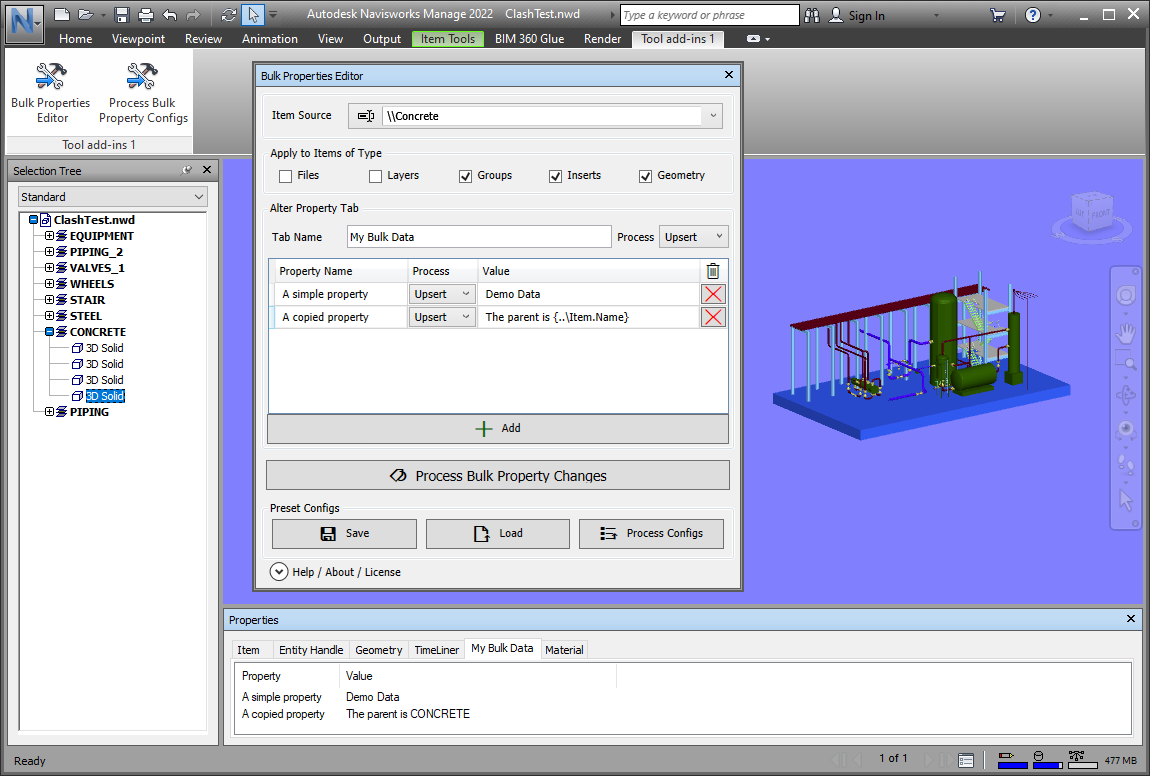 Autodesk Navisworks Manage 2022 ClashTest.nwd Type a keyword or phrase Sign In
Home Viewpoint Review Animation View Output Item Tools BIM 360 Glue Render Tool add-ins 1
Bulk Properties Editor
Process Bulk Property Configs
Tool add-ins 1
Selection Tree
Standard
ClashTest.nwd
EQUIPMENT
PIPING_2
VALVES_1
WHEELS
STAIR
STEEL
CONCRETE
3D Solid
3D Solid
3D Solid
3D Solid
PIPING
Bulk Properties Editor
Item Source \\Concrete
Apply to Items of Type
Files Layers Groups Inserts Geometry
Alter Property Tab
Tab Name My Bulk Data Process Upsert
Property Name Process Value
A simple property Upsert Demo Data
A copied property Upsert The parent is {..\Item.Name}
Add
Process Bulk Property Changes
Preset Configs
Save Load Process Configs
Help / About / License
FRONT
Properties
Item Entity Handle Geometry TimeLiner My Bulk Data Material
Property Value
A simple property Demo Data
A copied property The parent is CONCRETE
Ready 1 of 1 477 MB